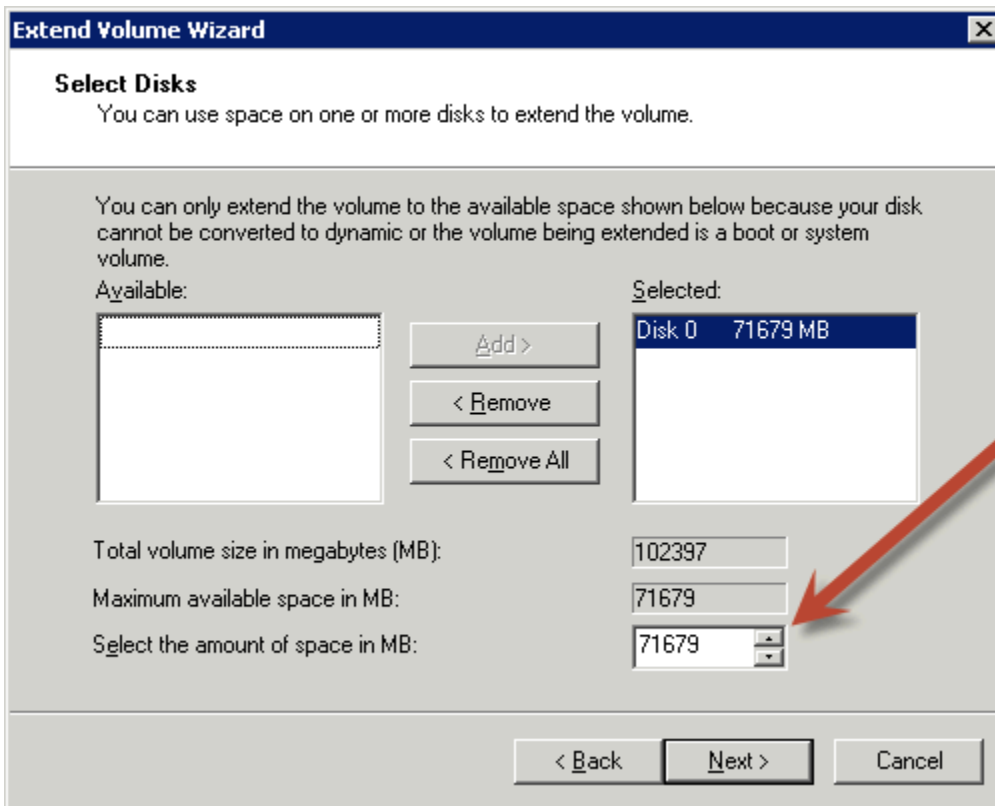 Extend Volume Wizard
Select Disks
You can use space on one or more disks to extend the volume.
You can only extend the volume to the available space shown below because your disk
cannot be converted to dynamic or the volume being extended is a boot or system
volume.
Available:
Selected:
Disk 0 71679 MB
Add >
< Remove
< Remove All
Total volume size in megabytes (MB): 102397
Maximum available space in MB: 71679
Select the amount of space in MB: 71679
< Back Next > Cancel